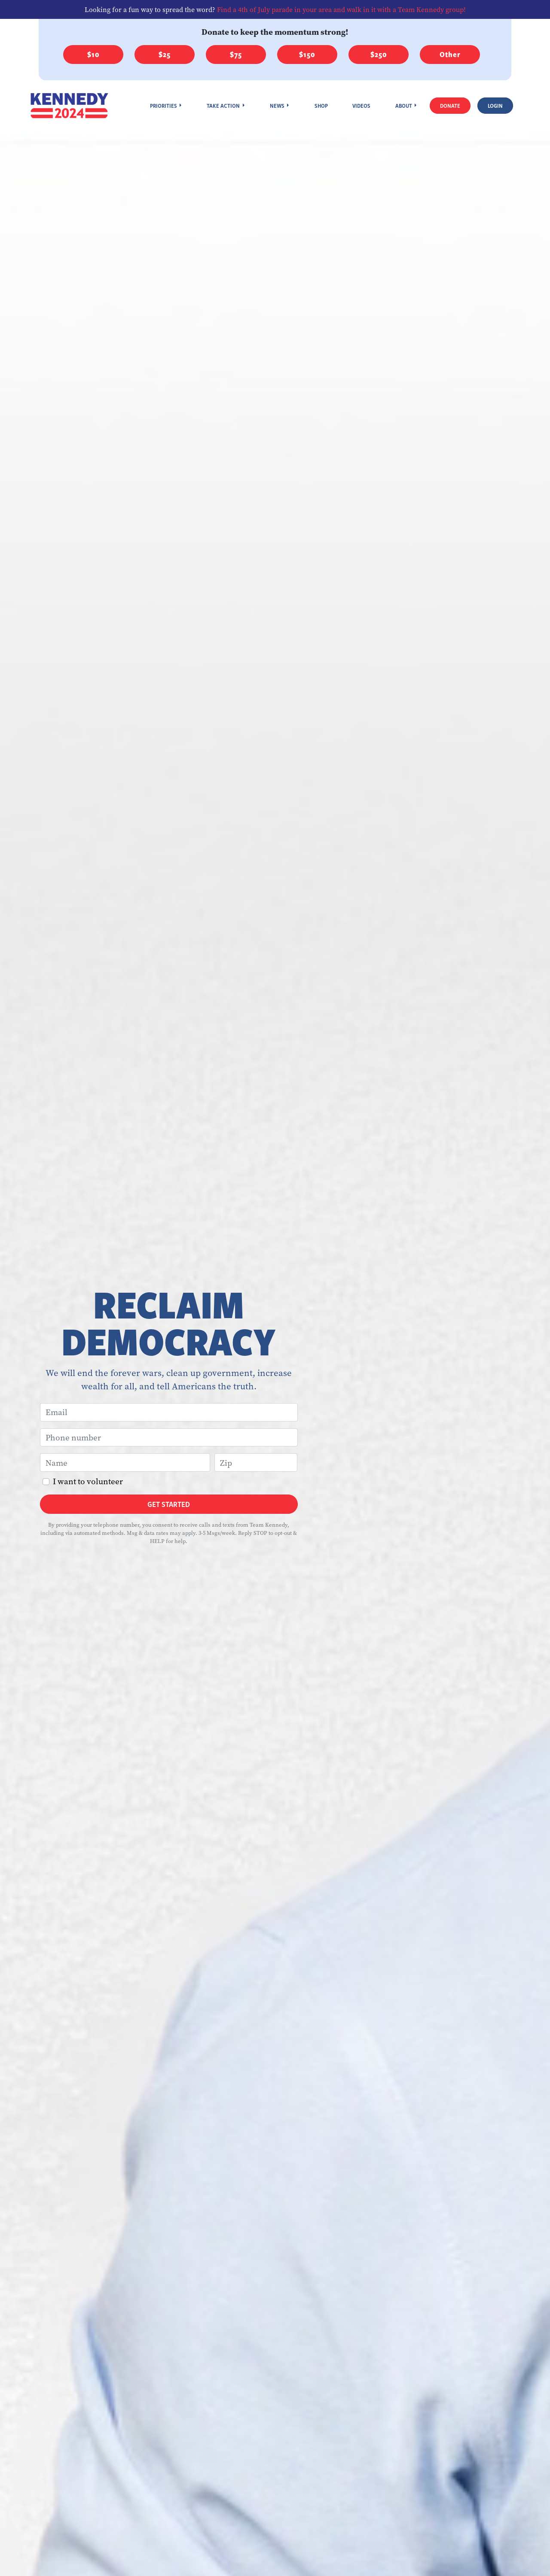 Looking for a fun way to spread the word? Find a 4th of July parade in your area and walk in it with a Team Kennedy group!
Donate to keep the momentum strong!
$10 $25 $75 $150 $250 Other
KENNEDY
2024
PRIORITIES TAKE ACTION NEWS SHOP VIDEOS ABOUT DONATE LOGIN
RECLAIM
DEMOCRACY
We will end the forever wars, clean up government, increase
wealth for all, and tell Americans the truth.
Email
Phone number
Name Zip
I want to volunteer
GET STARTED
By providing your telephone number, you consent to receive calls and texts from Team Kennedy,
including via automated methods. Msg & data rates may apply. 3-5 Msgs/week. Reply STOP to opt-out &
HELP for help.